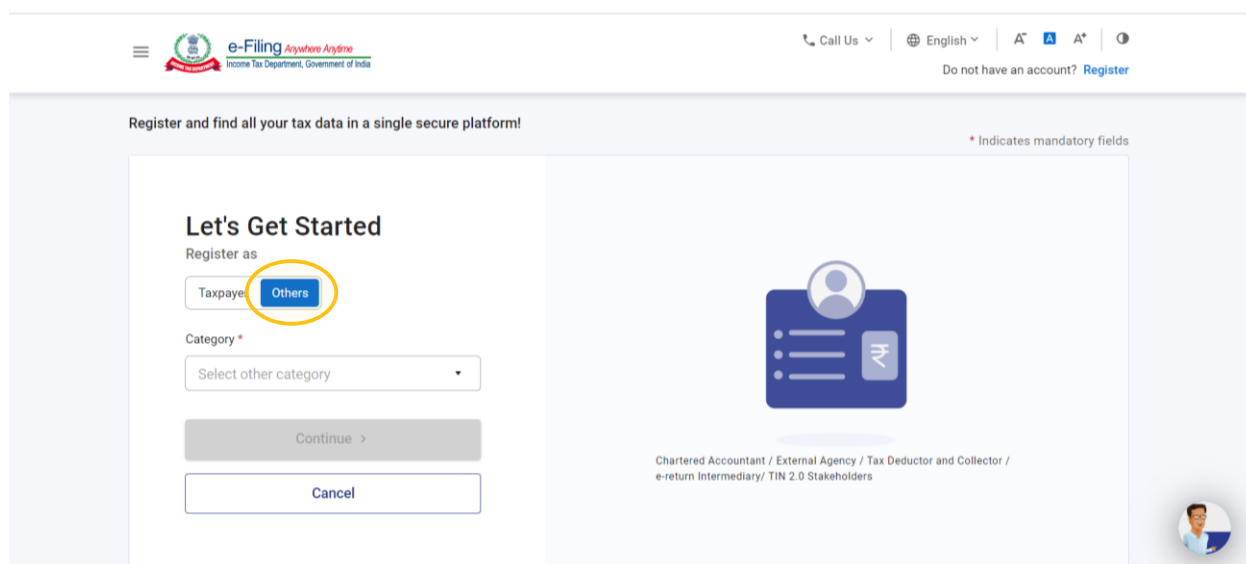 e-Filing Anywhere Anytime
Income Tax Department, Government of India
Call Us
English
A-
A
A+
Do not have an account? Register
Register and find all your tax data in a single secure platform!
* Indicates mandatory fields
Let's Get Started
Register as
Taxpaye
Others
Category *
Select other category
Continue >
Cancel
₹
Chartered Accountant / External Agency / Tax Deductor and Collector /
e-return Intermediary/ TIN 2.0 Stakeholders